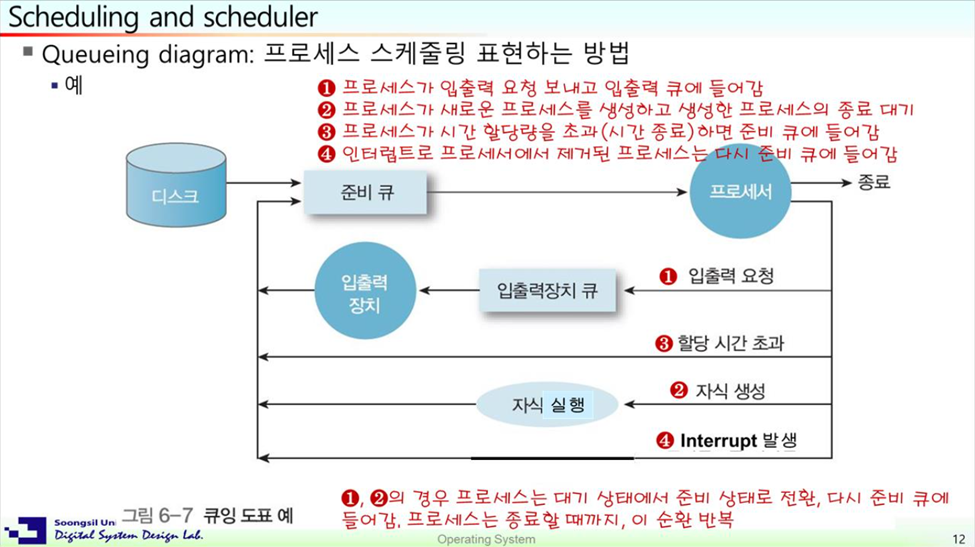 Scheduling and scheduler
Queueing diagram: 프로세스 스케줄링 표현하는 방법
예
❶ 프로세스가 입출력 요청 보내고 입출력 큐에 들어감
❷ 프로세스가 새로운 프로세스를 생성하고 생성한 프로세스의 종료 대기
❸ 프로세스가 시간 할당량을 초과(시간 종료)하면 준비 큐에 들어감
❹ 인터럽트로 프로세서에서 제거된 프로세스는 다시 준비 큐에 들어감
디스크
준비 큐
프로세서
종료
입출력
장치
입출력장치 큐
❶ 입출력 요청
❸ 할당 시간 초과
자식 실행
❷ 자식 생성
❹ Interrupt 발생
❶, ❷의 경우 프로세스는 대기 상태에서 준비 상태로 전환, 다시 준비 큐에
들어감. 프로세스는 종료할 때까지, 이 순환 반복
그림 6-7 큐잉 도표 예
Soongsil Un
Digital System Design Lab.
Operating System
12